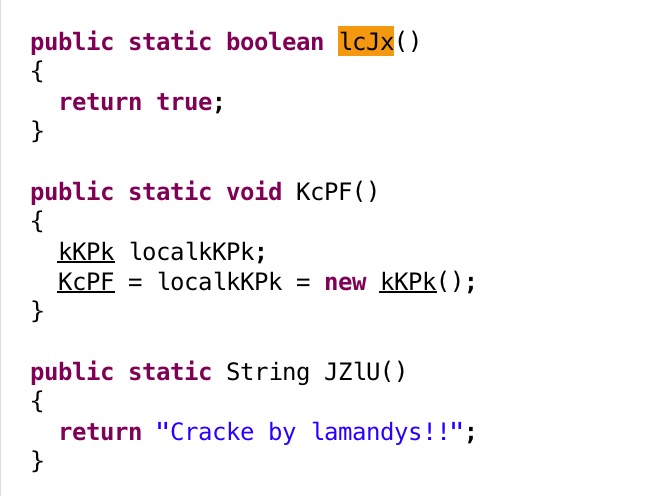 public static boolean lcJx()
{
return true;
}
public static void KcPF()
{
kKPk localkKPk;
KcPF = localkKPk = new kKPk();
}
public static String JZlU()
{
return "Cracke by lamandys!!";
}